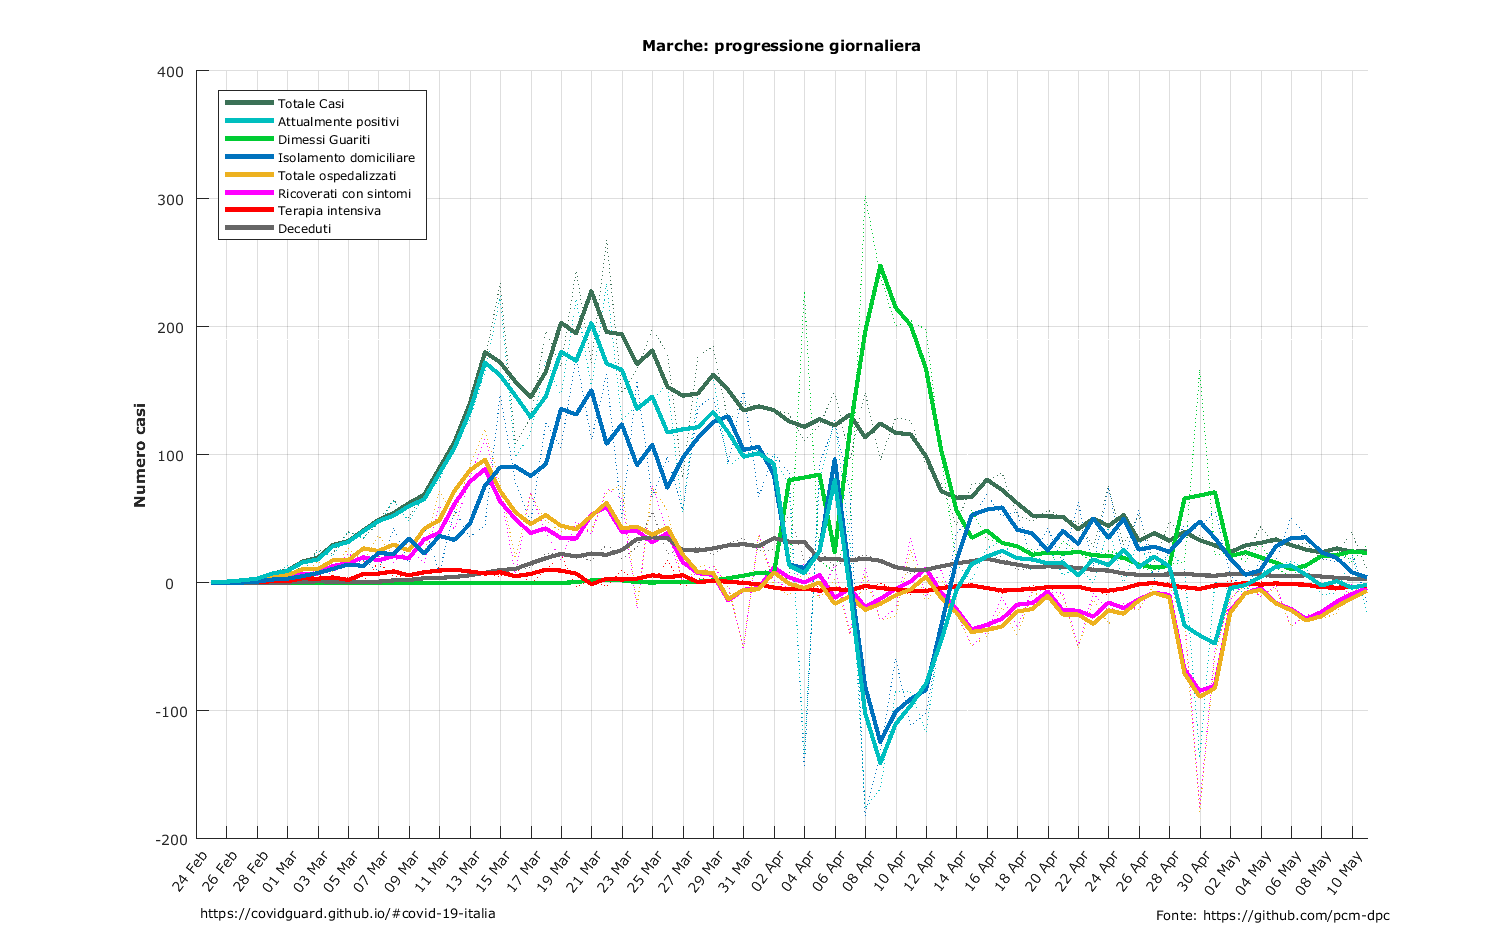 Marche: progressione giornaliera
400
300
200
100
0
-100
-200
Numero casi
Totale Casi
Attualmente positivi
Dimessi Guariti
Isolamento domiciliare
Totale ospedalizzati
Ricoverati con sintomi
Terapia intensiva
Deceduti
24 Feb
26 Feb
28 Feb
01 Mar
03 Mar
05 Mar
07 Mar
09 Mar
11 Mar
13 Mar
15 Mar
17 Mar
19 Mar
21 Mar
23 Mar
25 Mar
27 Mar
29 Mar
31 Mar
02 Apr
04 Apr
06 Apr
08 Apr
10 Apr
12 Apr
14 Apr
16 Apr
18 Apr
20 Apr
22 Apr
24 Apr
26 Apr
28 Apr
30 Apr
02 May
04 May
06 May
08 May
10 May
https://covidguard.github.io/#covid-19-italia
Fonte: https://github.com/pcm-dpc